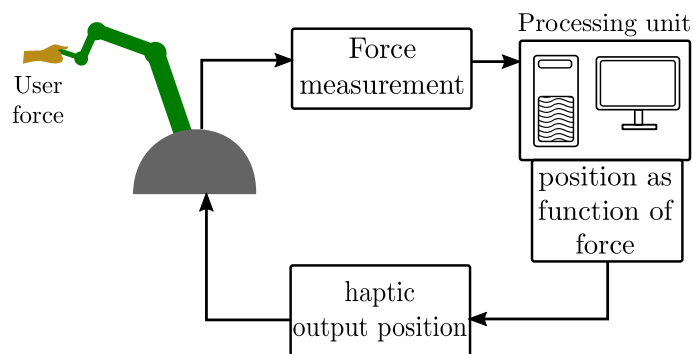 User
force
Force
measurement
Processing unit
position as
function of
force
haptic
output position